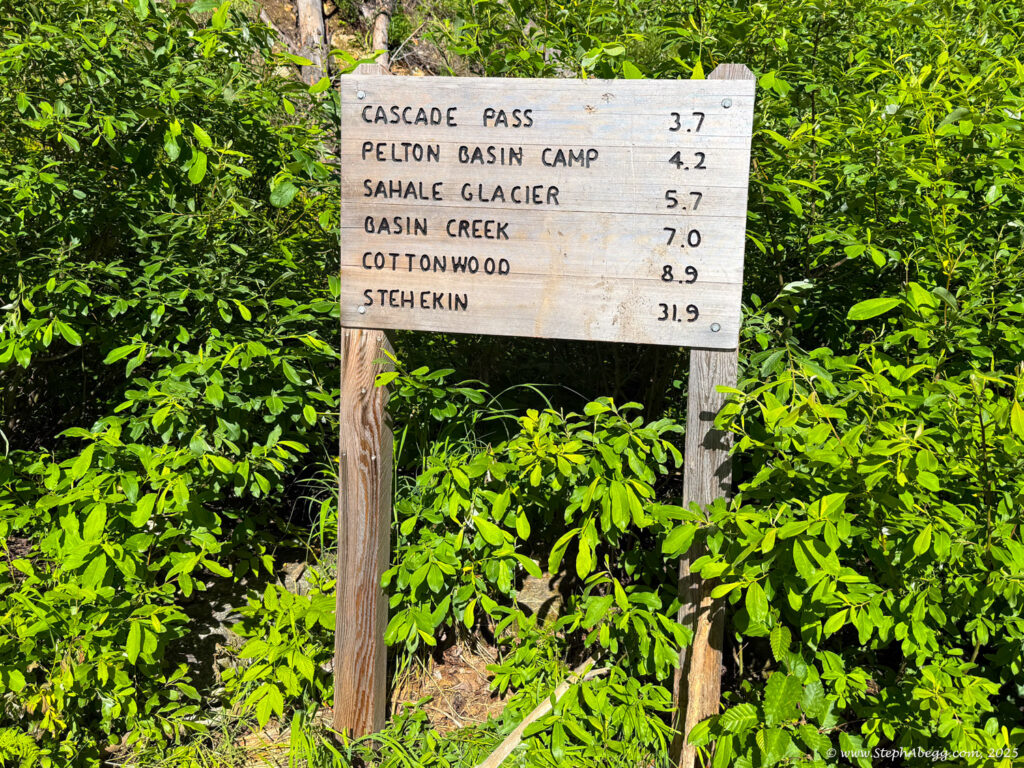 CASCADE PASS 3.7
PELTON BASIN CAMP 4.2
SAHALE GLACIER 5.7
BASIN CREEK 7.0
COTTONWOOD 8.9
STEHEKIN 31.9
© www.StephAbegg.com, 2025